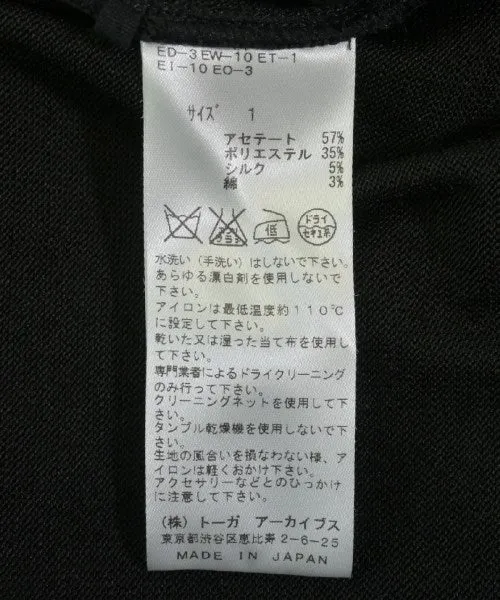 ED-3EW-10ET-1
EI-10EO-3
サイズ 1
アセテート 57%
ポリエステル 35%
シルク 5%
綿 3%
低
ドライ
セキユ系
水洗い（手洗い）はしないで下さい。
あらゆる漂白剤を使用しないで
下さい。
アイロンは最低温度約１１０℃
に設定して下さい。
乾いた又は湿った当て布を使用し
て下さい。
専門業者によるドライクリーニング
のみ行って下さい。
クリーニングネットを使用して下
さい。
タンブル乾燥機を使用しないで下
さい。
生地の風合いを損なわない様、ア
イロンは軽くおかけ下さい。
アクセサリーなどとのひっかけ
に注意して下さい。
（株）トーガ アーカイブス
東京都渋谷区恵比寿 2-6-25
MADE IN JAPAN